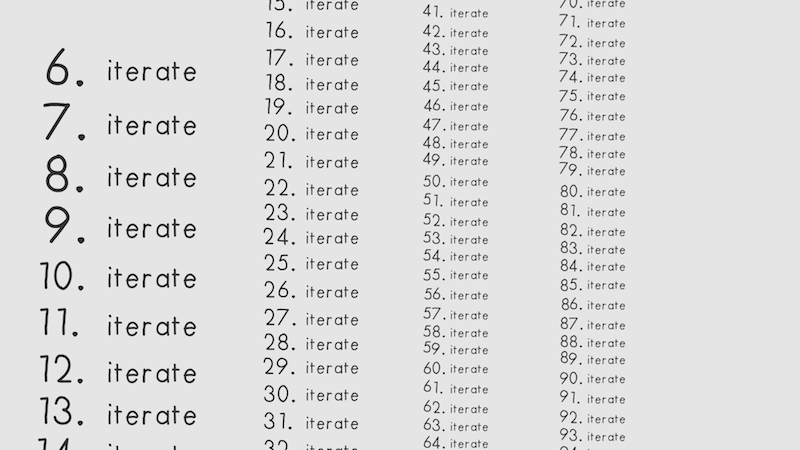 6. iterate
7. iterate
8. iterate
9. iterate
10. iterate
11. iterate
12. iterate
13. iterate
14. iterate
15. iterate
16. iterate
17. iterate
18. iterate
19. iterate
20. iterate
21. iterate
22. iterate
23. iterate
24. iterate
25. iterate
26. iterate
27. iterate
28. iterate
29. iterate
30. iterate
31. iterate
32. iterate
41. iterate
42. iterate
43. iterate
44. iterate
45. iterate
46. iterate
47. iterate
48. iterate
49. iterate
50. iterate
51. iterate
52. iterate
53. iterate
54. iterate
55. iterate
56. iterate
57. iterate
58. iterate
59. iterate
60. iterate
61. iterate
62. iterate
63. iterate
64. iterate
70. iterate
71. iterate
72. iterate
73. iterate
74. iterate
75. iterate
76. iterate
77. iterate
78. iterate
79. iterate
80. iterate
81. iterate
82. iterate
83. iterate
84. iterate
85. iterate
86. iterate
87. iterate
88. iterate
89. iterate
90. iterate
91. iterate
92. iterate
93. iterate